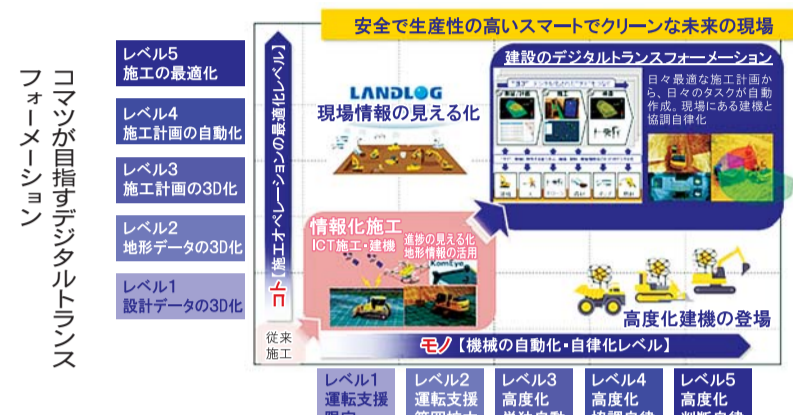 コマツが目指すデジタルトランス
フォーメーション
安全で生産性の高いスマートでクリーンな未来の現場
レベル5
施工の最適化
レベル4
施工計画の自動化
レベル3
施工計画の3D化
レベル2
地形データの3D化
レベル1
設計データの3D化
コト【施工オペレーションの最適化レベル】
LANDLOG
現場情報の見える化
建設のデジタルトランスフォーメーション
日々最適な施工計画か
ら、日々のタスクが自動
作成。現場にある建機と
協調自律化
情報化施工
ICT施工・建機
進捗の見える化
地形情報の活用
KomEye
高度化建機の登場
従来
施工
モノ【機械の自動化・自律化レベル】
レベル1
運転支援
レベル2
運転支援
レベル3
高度化
レベル4
高度化
レベル5
高度化